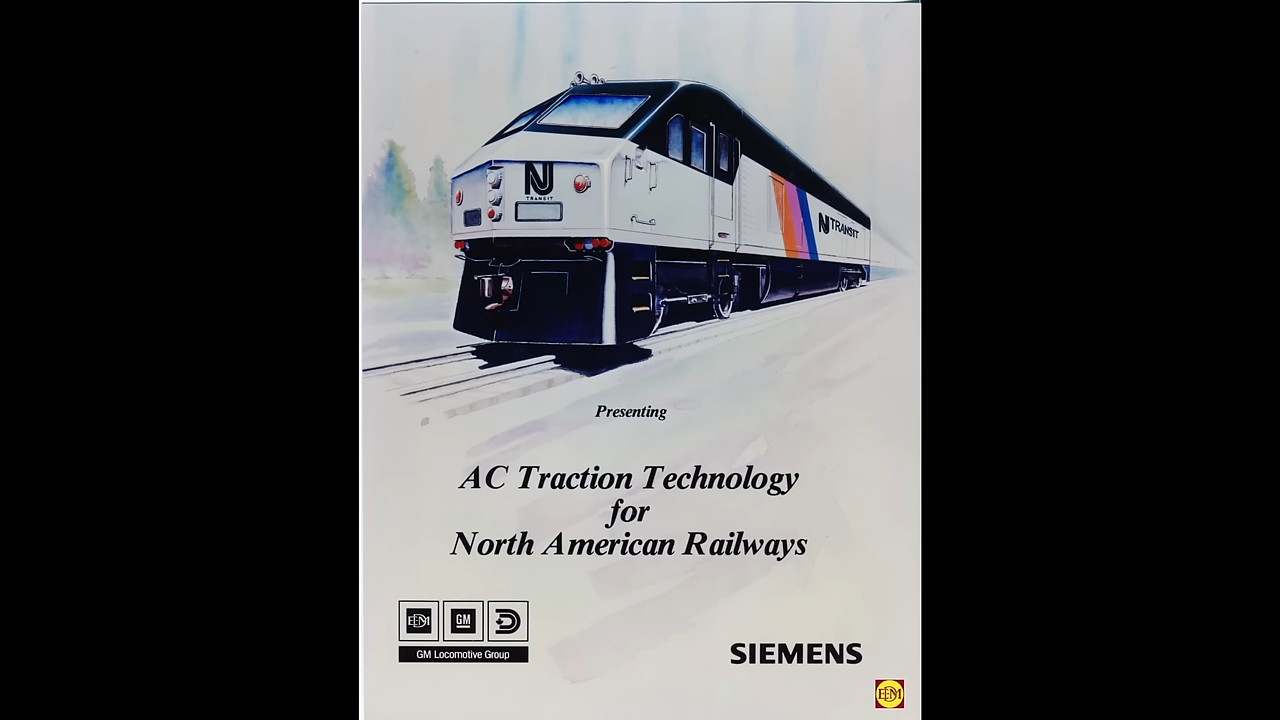 NJ
TRANSIT
NJ TRANSIT
Presenting
AC Traction Technology
for
North American Railways
EMD
GM
GM Locomotive Group
SIEMENS
EMD